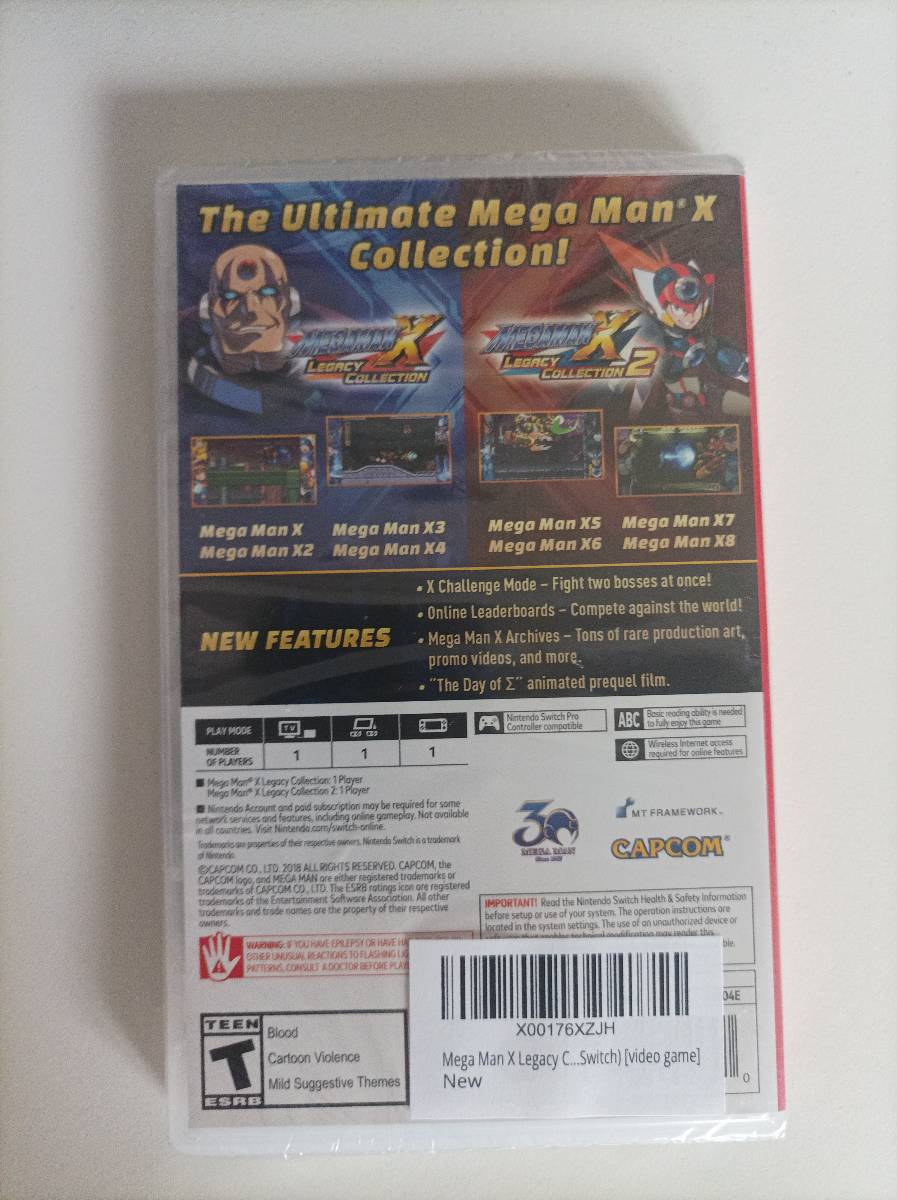 The Ultimate Mega Man® X
Collection!
MEGAMAN X
LEGACY
COLLECTION
MEGAMAN X
LEGACY
COLLECTION 2
Mega Man X
Mega Man X2
Mega Man X3
Mega Man X4
Mega Man X5
Mega Man X6
Mega Man X7
Mega Man X8
NEW FEATURES
• X Challenge Mode – Fight two bosses at once!
• Online Leaderboards – Compete against the world!
• Mega Man X Archives – Tons of rare production art,
promo videos, and more.
• "The Day of Σ" animated prequel film.
PLAY MODE
TV
NUMBER
OF PLAYERS
1
1
1
Nintendo Switch Pro
Controller compatible
ABC
Basic reading ability is needed
to fully enjoy this game
Wireless Internet access
required for online features
■ Mega Man® X Legacy Collection: 1 Player
Mega Man® X Legacy Collection 2: 1 Player
■ Nintendo Account and paid subscription may be required for some
network services and features, including online gameplay. Not available
in all countries. Visit Nintendo.com/switch-online.
Trademarks are properties of their respective owners. Nintendo Switch is a trademark
of Nintendo.
©CAPCOM CO., LTD. 2018 ALL RIGHTS RESERVED. CAPCOM, the
CAPCOM logo, and MEGA MAN are either registered trademarks or
trademarks of CAPCOM CO., LTD. The ESRB ratings icon are registered
trademarks of the Entertainment Software Association. All other
trademarks and trade names are the property of their respective
owners.
30
MEGA MAN
Since 1987
MT FRAMEWORK™
CAPCOM®
IMPORTANT! Read the Nintendo Switch Health & Safety Information
before setup or use of your system. The operation instructions are
located in the system settings. The use of an unauthorized device or
WARNING: IF YOU HAVE EPILEPSY OR HAVE
OTHER UNUSUAL REACTIONS TO FLASHING
PATTERNS, CONSULT A DOCTOR BEFORE
TEEN
T
ESRB
Blood
Cartoon Violence
Mild Suggestive Themes
04E
0
X00176XZJH
Mega Man X Legacy C...Switch) [video game]
New